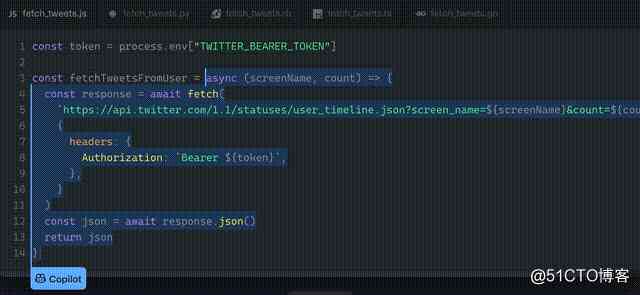 JS fetch_tweets.js fetch_tweets.py fetch_tweets.rb fetch_tweets.ts fetch_tweets.go
1 const token = process.env["TWITTER_BEARER_TOKEN"]
2
3 const fetchTweetsFromUser = async (screenName, count) => {
4 const response = await fetch(
5 `https://api.twitter.com/1.1/statuses/user_timeline.json?screen_name=${screenName}&count=${cou
6 {
7 headers: {
8 Authorization: `Bearer ${token}`,
9 },
10 }
11 )
12 const json = await response.json()
13 return json
14 }
Copilot
@51CTO博客